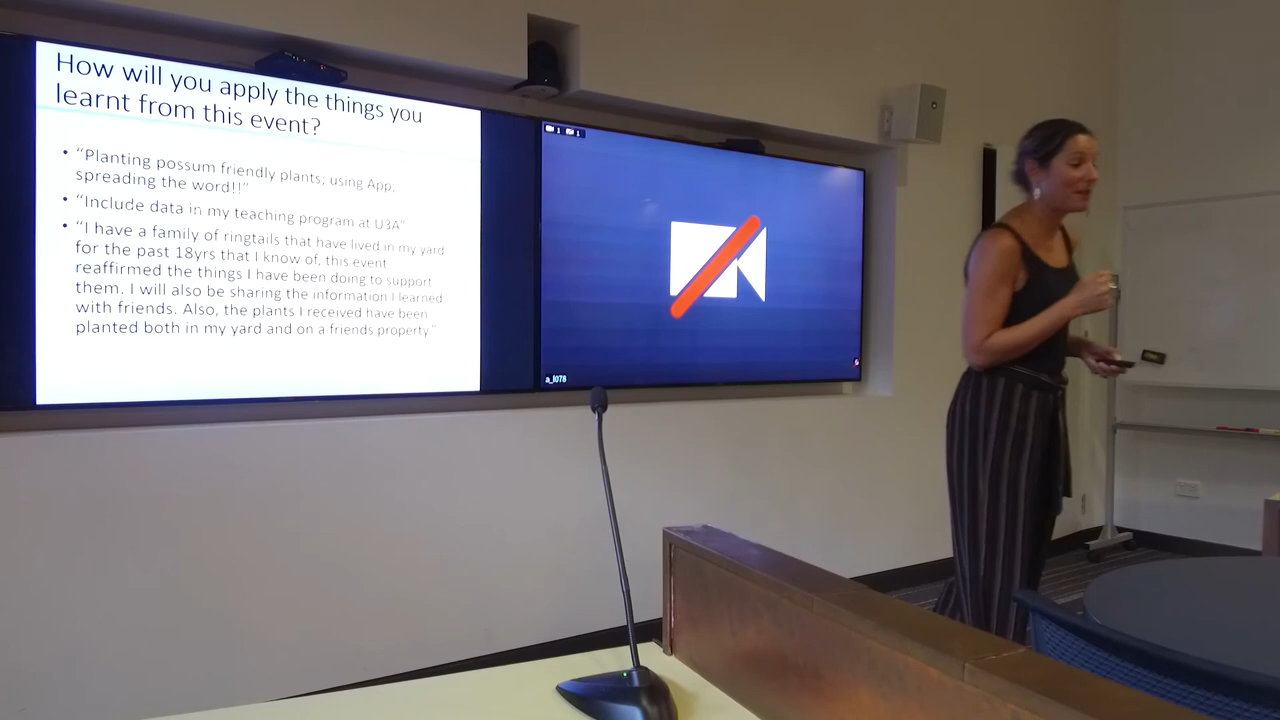 How will you apply the things you
learnt from this event?
• "Planting possum friendly plants; using App;
spreading the word!!"
• "Include data in my teaching program at U3A"
• "I have a family of ringtails that have lived in my yard
for the past 18yrs that I know of, this event
reaffirmed the things I have been doing to support
them. I will also be sharing the information I learned
with friends. Also, the plants I received have been
planted both in my yard and on a friends property."
1 1
a_l078